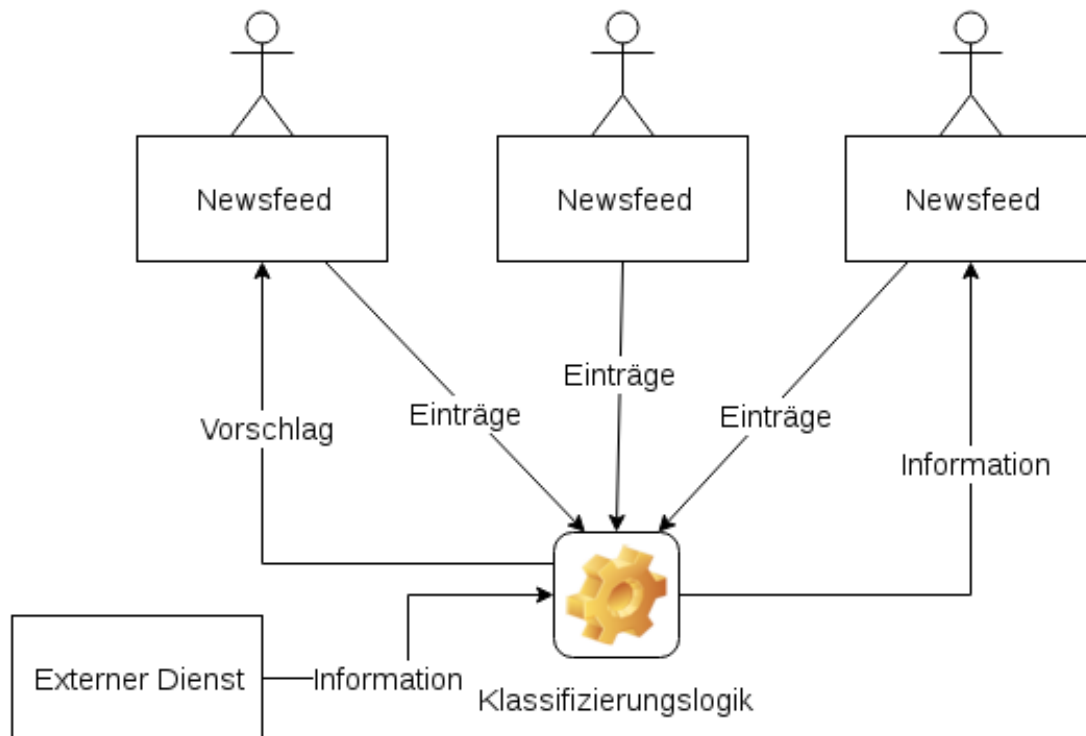 Newsfeed
Newsfeed
Newsfeed
Einträge
Vorschlag
Einträge
Einträge
Information
Externer Dienst
Information
Klassifizierungslogik